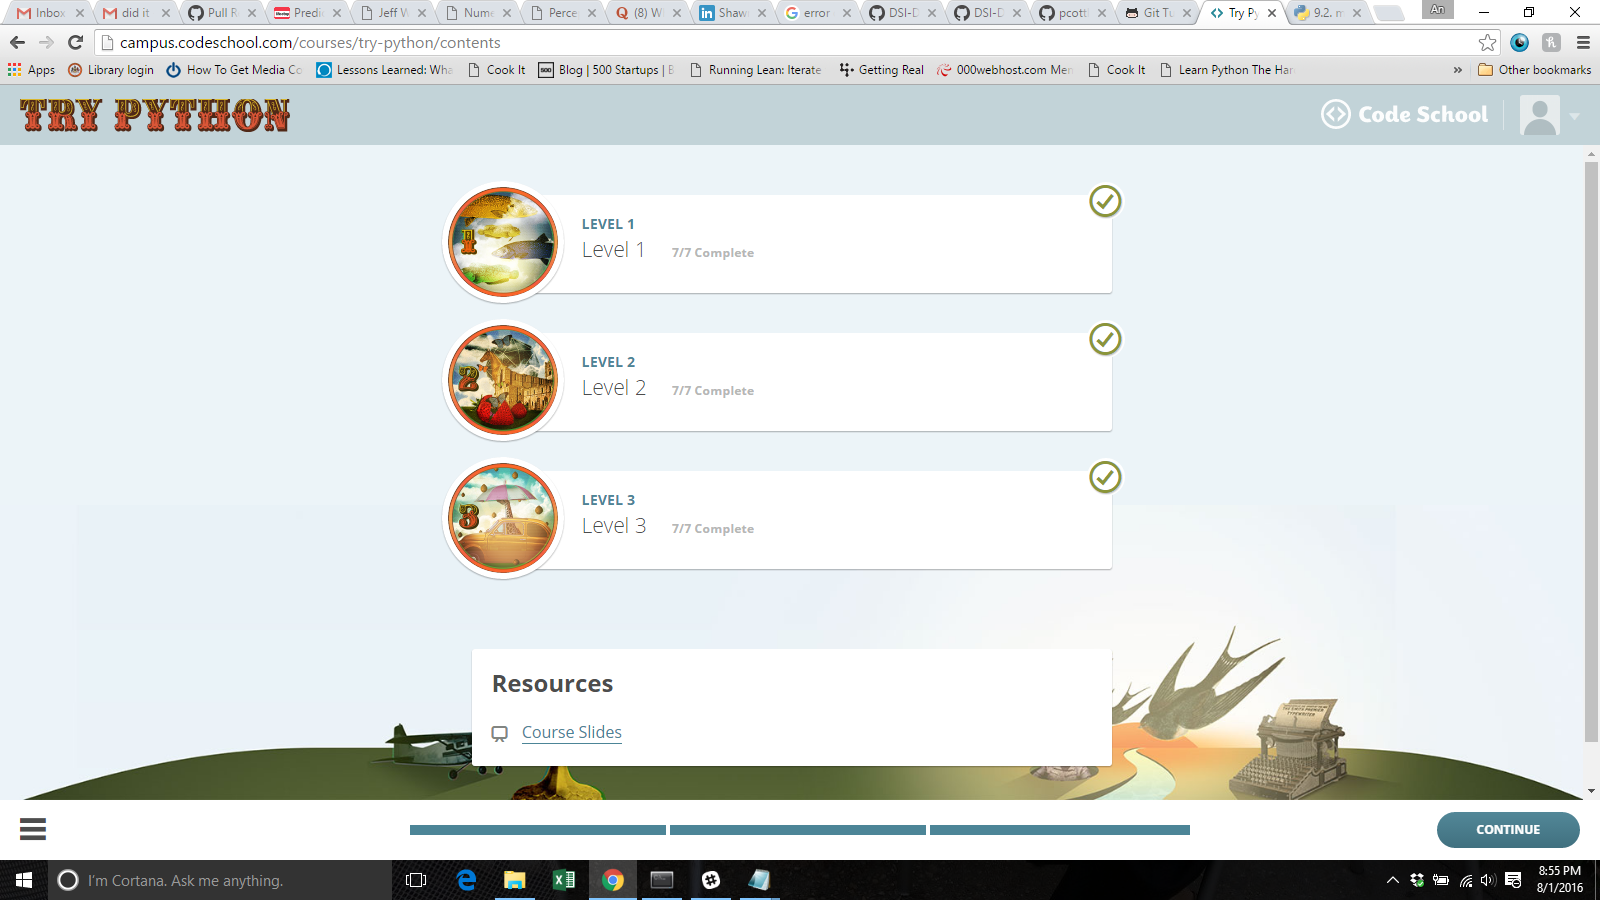 Inbox
did it
Pull R
Predi
Jeff W
Nume
Perce
(8) W
Shaw
error
DSI-D
DSI-D
pcott
Git Tu
Try Py
9.2. m
An
campus.codeschool.com/courses/try-python/contents
Apps
Library login
How To Get Media Co
Lessons Learned: Wha
Cook It
Blog | 500 Startups | B
Running Lean: Iterate
Getting Real
000webhost.com Mem
Cook It
Learn Python The Har
»
Other bookmarks
TRY PYTHON
Code School
1
LEVEL 1
Level 1 7/7 Complete
2
LEVEL 2
Level 2 7/7 Complete
3
LEVEL 3
Level 3 7/7 Complete
Resources
Course Slides
CONTINUE
I'm Cortana. Ask me anything.
8:55 PM
8/1/2016